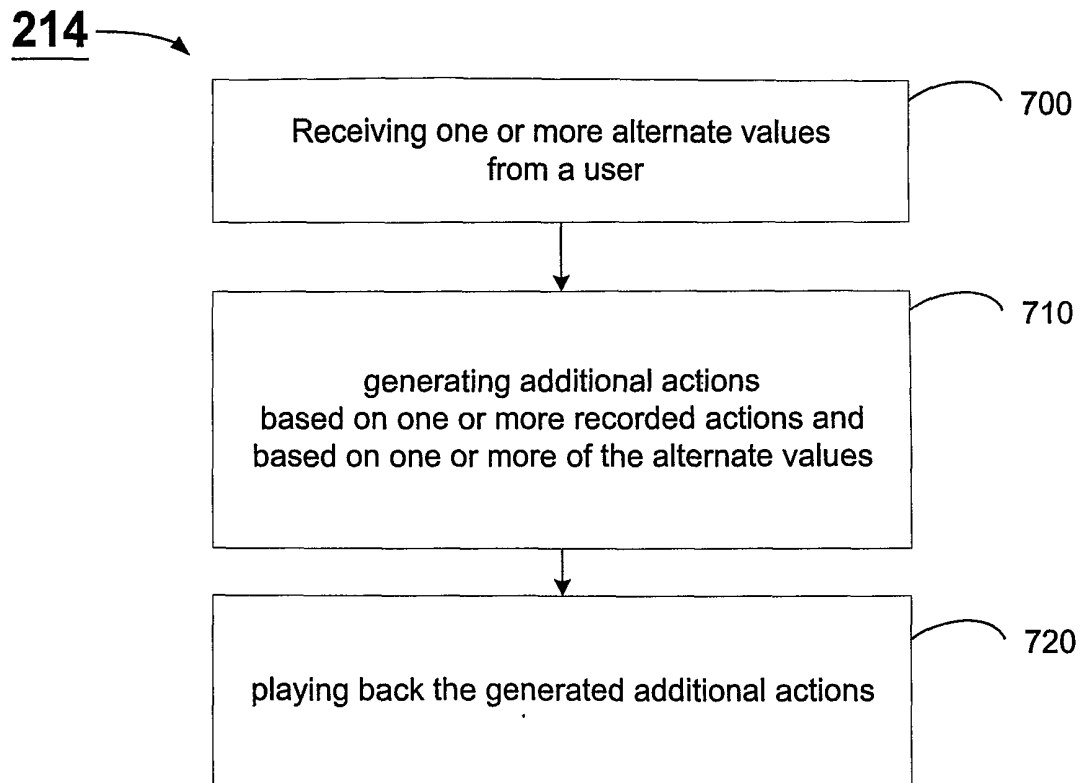 214
700
Receiving one or more alternate values
from a user
710
generating additional actions
based on one or more recorded actions and
based on one or more of the alternate values
720
playing back the generated additional actions